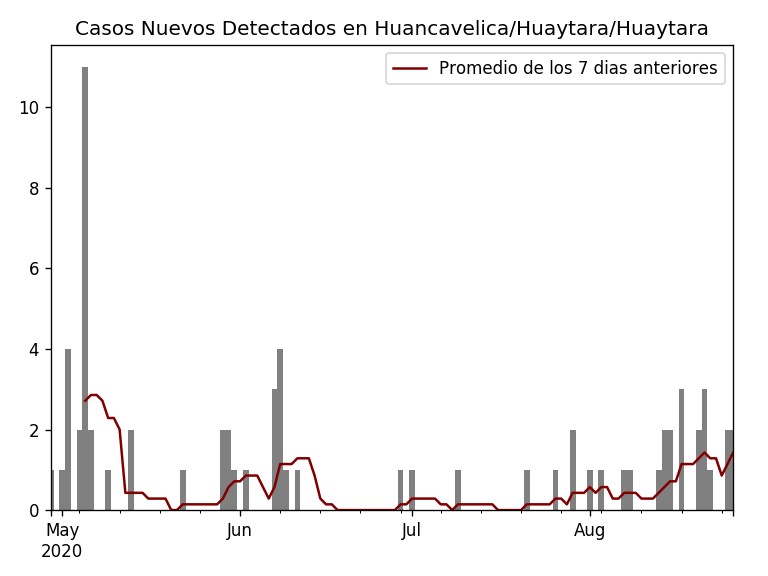 Casos Nuevos Detectados en Huancavelica/Huaytara/Huaytara
Promedio de los 7 dias anteriores
10
8
6
4
2
0
May Jun Jul Aug
2020